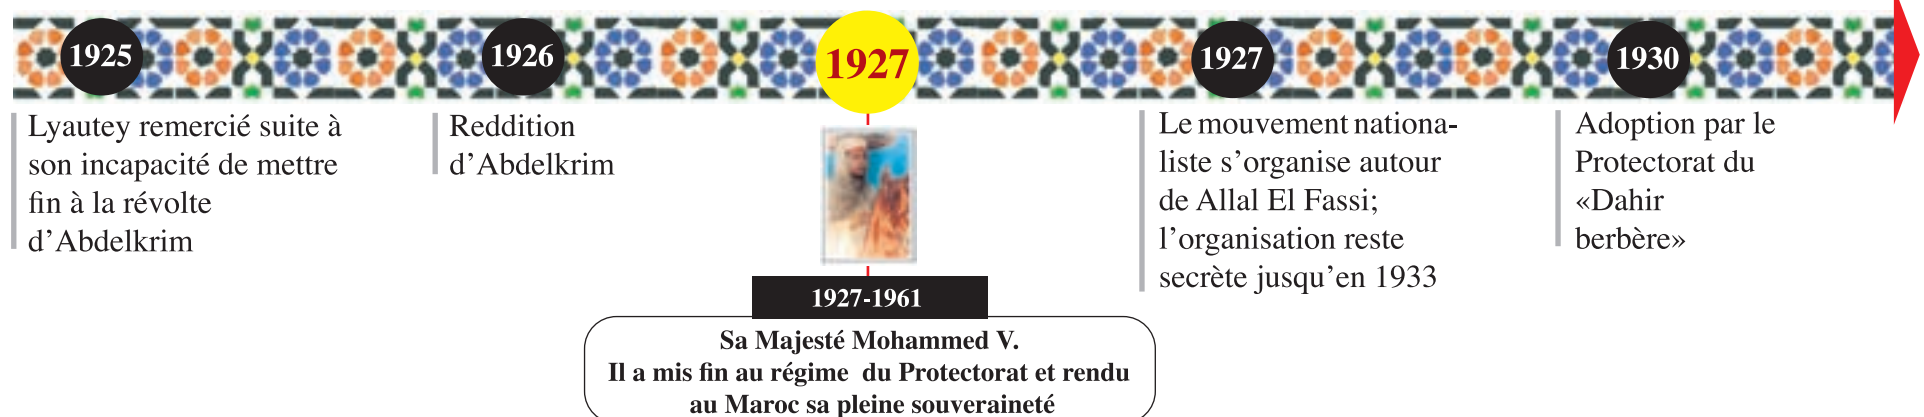 1925
Lyautey remercié suite à
son incapacité de mettre
fin à la révolte
d’Abdelkrim
1926
Reddition
d’Abdelkrim
1927
1927-1961
Sa Majesté Mohammed V.
Il a mis fin au régime du Protectorat et rendu
au Maroc sa pleine souveraineté
1927
Le mouvement nationa-
liste s’organise autour
de Allal El Fassi;
l’organisation reste
secrète jusqu’en 1933
1930
Adoption par le
Protectorat du
«Dahir
berbère»